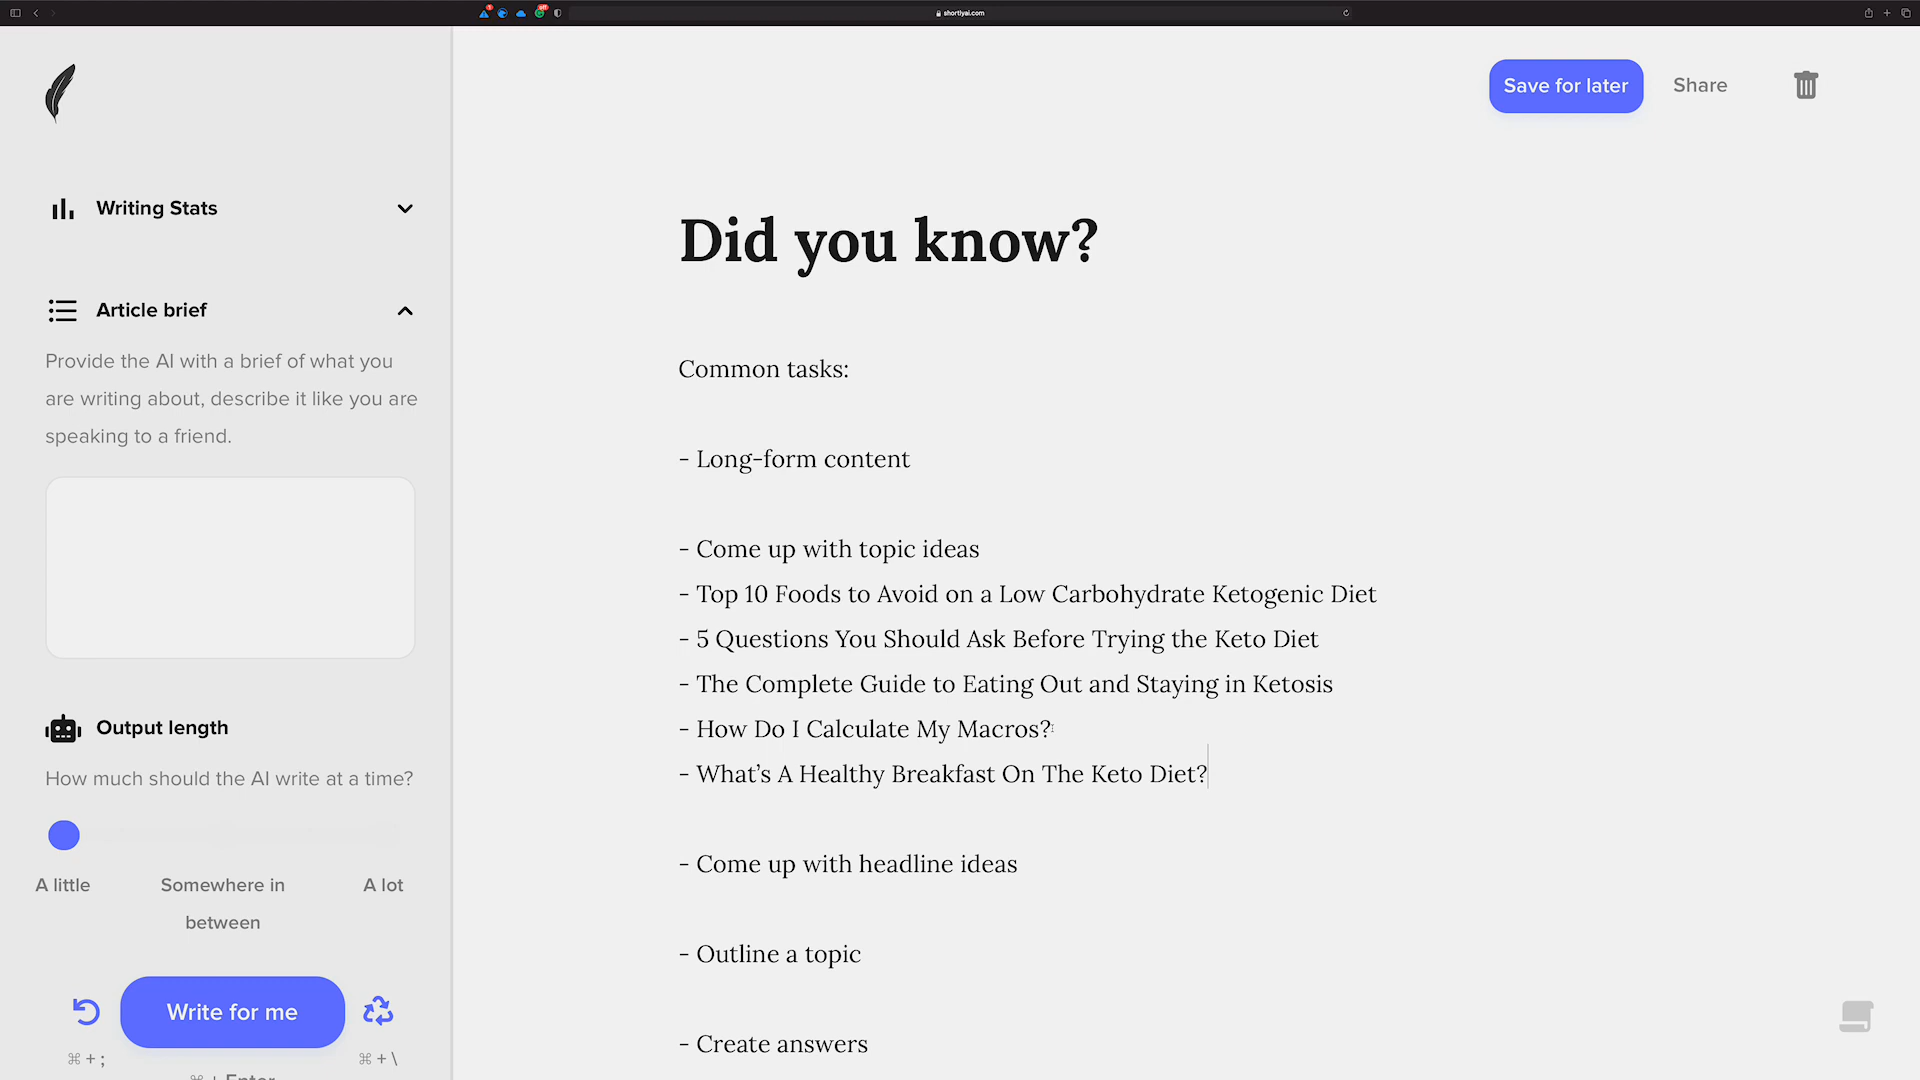 shortlyai.com
Save for later
Share
Writing Stats
Article brief
Provide the AI with a brief of what you
are writing about, describe it like you are
speaking to a friend.
Output length
How much should the AI write at a time?
A little
Somewhere in
between
A lot
Write for me
⌘ + ;
⌘ + \
⌘ + Enter
Did you know?
Common tasks:
- Long-form content
- Come up with topic ideas
- Top 10 Foods to Avoid on a Low Carbohydrate Ketogenic Diet
- 5 Questions You Should Ask Before Trying the Keto Diet
- The Complete Guide to Eating Out and Staying in Ketosis
- How Do I Calculate My Macros?
- What’s A Healthy Breakfast On The Keto Diet?
- Come up with headline ideas
- Outline a topic
- Create answers